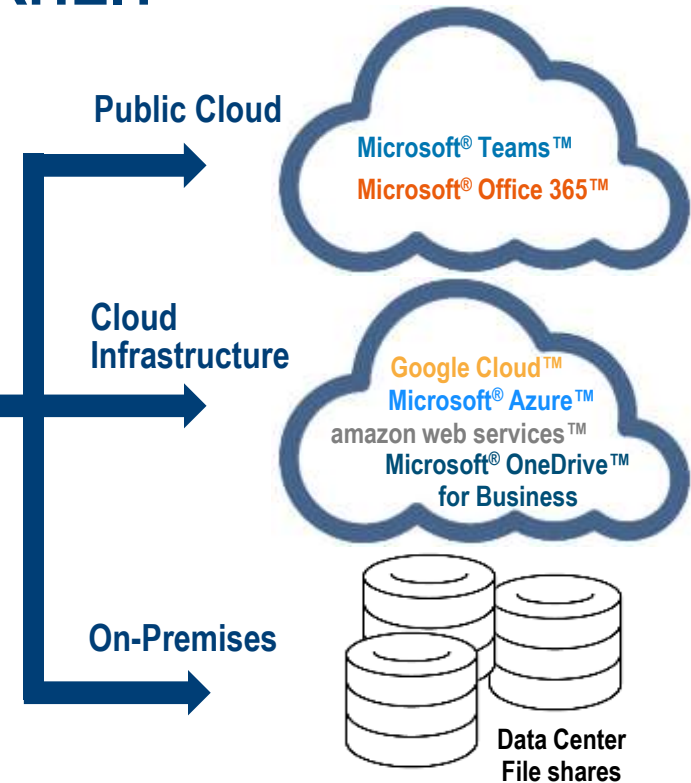 Public Cloud
Microsoft® Teams™
Microsoft® Office 365™
Cloud
Infrastructure
Google Cloud™
Microsoft® Azure™
amazon web services™
Microsoft® OneDrive™
for Business
On-Premises
Data Center
File shares